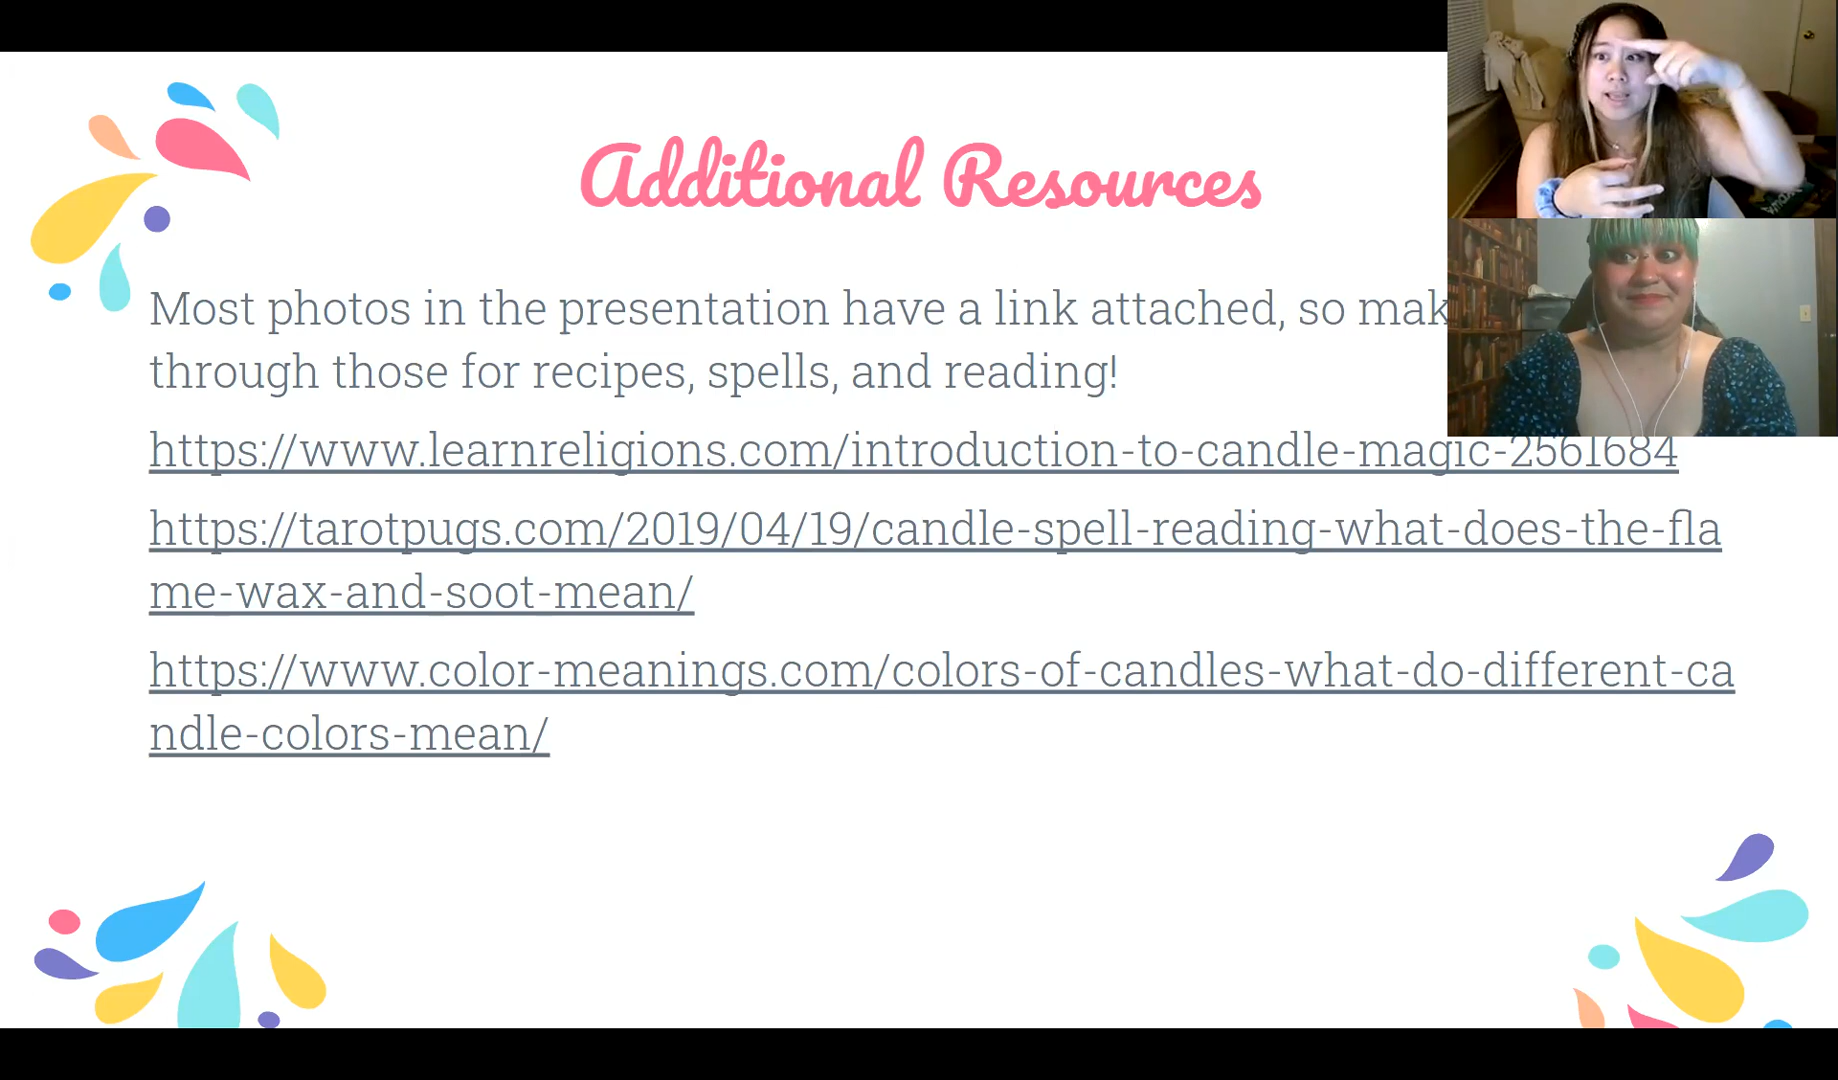 Additional Resources
Most photos in the presentation have a link attached, so
through those for recipes, spells, and reading!
https://www.learnreligions.com/introduction-to-candle-magic-2561684
https://tarotpugs.com/2019/04/19/candle-spell-reading-what-does-the-fla
me-wax-and-soot-mean/
https://www.color-meanings.com/colors-of-candles-what-do-different-ca
ndle-colors-mean/